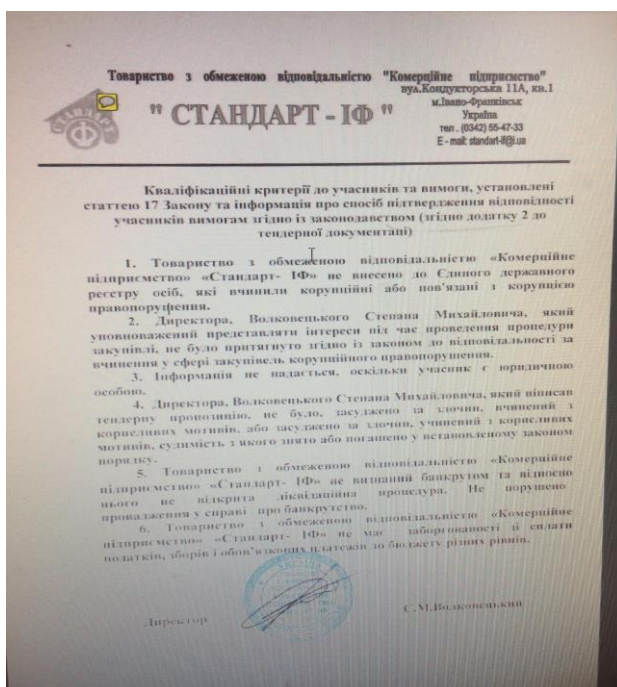 Товариство з обмеженою відповідальністю "Комерційне підприємство"
вул.Кондукторська 11А, кв.1
м.Івано-Франківськ
Україна
тел . (0342) 55-47-33
E - mail: standart-if@i.ua
СТАНДАРТ
ІФ
" СТАНДАРТ - ІФ "
Кваліфікаційні критерії до учасників та вимоги, установлені
статтею 17 Закону та інформація про спосіб підтвердження відповідності
учасників вимогам згідно із законодавством (згідно додатку 2 до
тендерної документації)
1. Товариство з обмеженою відповідальністю «Комерційне
підприємство» «Стандарт- ІФ» не внесено до Єдиного державного
реєстру осіб, які вчинили корупційні або пов'язані з корупцією
правопорушення.
2. Директора, Волковецького Степана Михайловича, який
уповноважений представляти інтереси під час проведення процедури
закупівлі, не було притягнуто згідно із законом до відповідальності за
вчинення у сфері закупівель корупційного правопорушення.
3. Інформація не надається, оскільки учасник є юридичною
особою.
4. Директора, Волковецького Степана Михайловича, який підписав
тендерну пропозицію, не було, засуджено за злочин, вчинений з
корисливих мотивів, або засуджено за злочин, учинений з корисливих
мотивів, судимість з якого знято або погашено у встановленому законом
порядку.
5. Товариство з обмеженою відповідальністю «Комерційне
підприємство» «Стандарт- ІФ» не визнаний банкрутом та відносно
нього не відкрита ліквідаційна процедура. Не порушено
провадження у справі про банкрутство.
6. Товариство з обмеженою відповідальністю «Комерційне
підприємство» «Стандарт- ІФ» не має заборгованості зі сплати
податків, зборів і обов'язкових платежів до бюджету різних рівнів.
УКРАЇНА
Директор
С.М.Волковецький